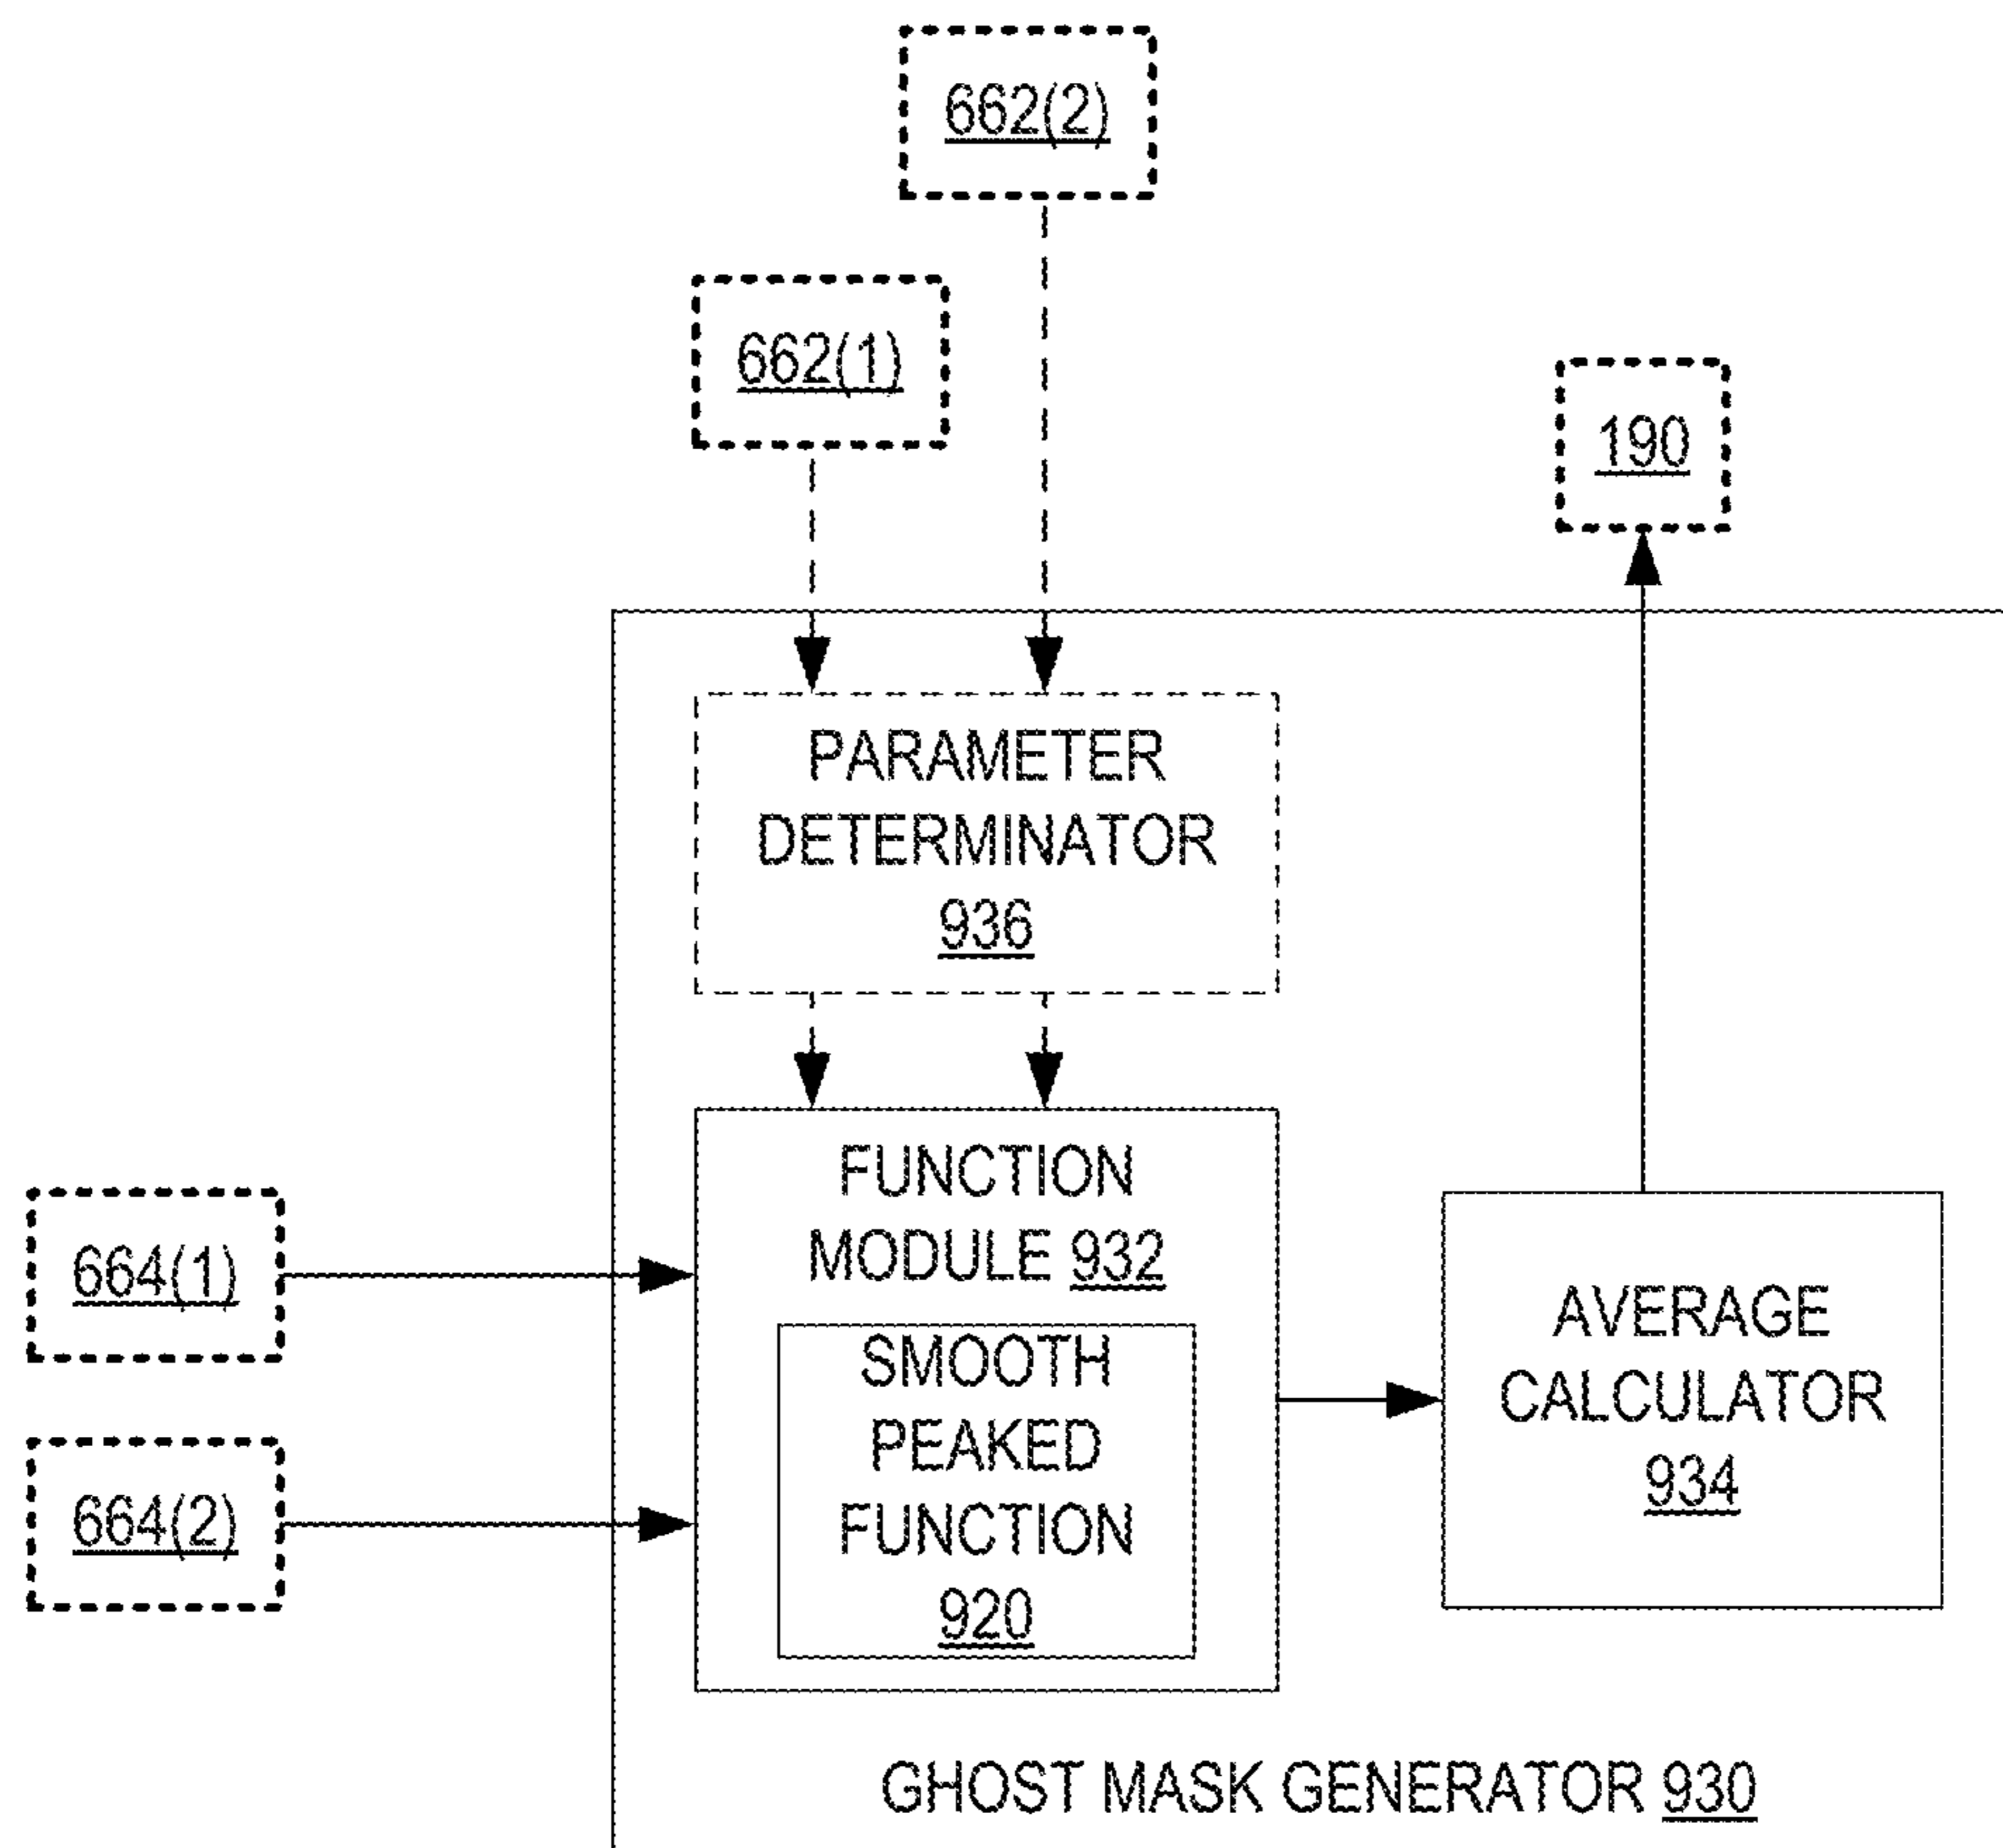 662(2)
662(1)
190
PARAMETER
DETERMINATOR
936
FUNCTION
MODULE 932
SMOOTH
PEAKED
FUNCTION
920
664(1)
664(2)
AVERAGE
CALCULATOR
934
GHOST MASK GENERATOR 930